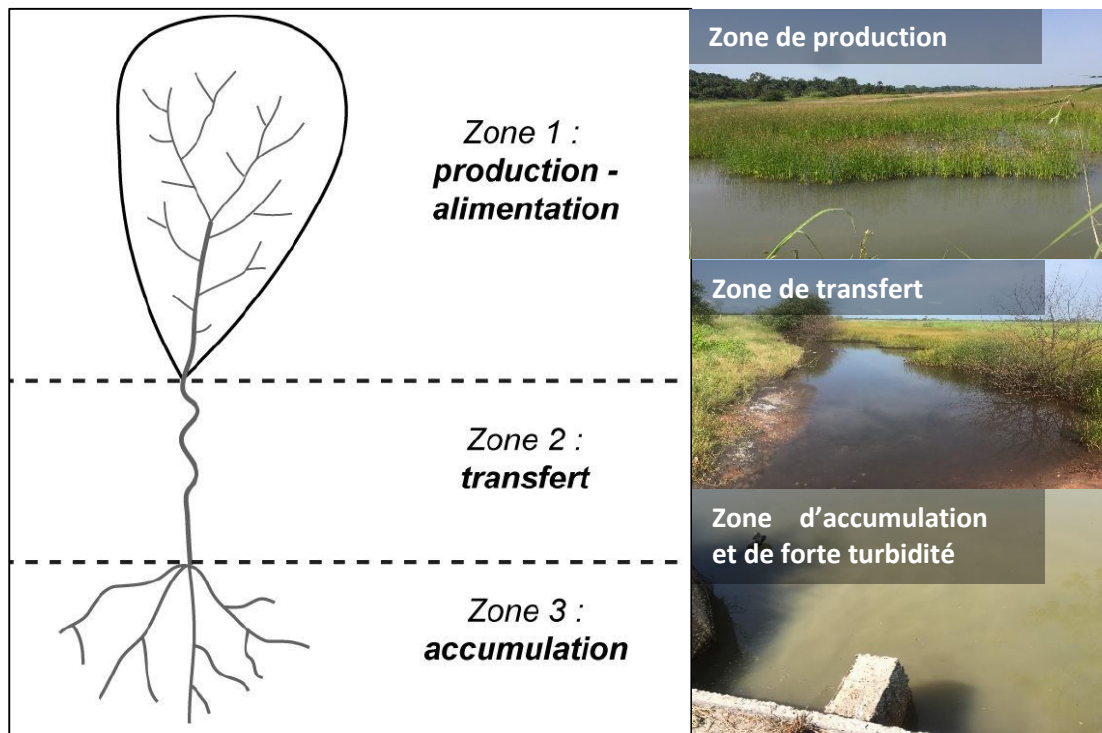 Zone 1 :
production -
alimentation
Zone 2 :
transfert
Zone 3 :
accumulation
Zone de production
Zone de transfert
Zone d’accumulation
et de forte turbidité